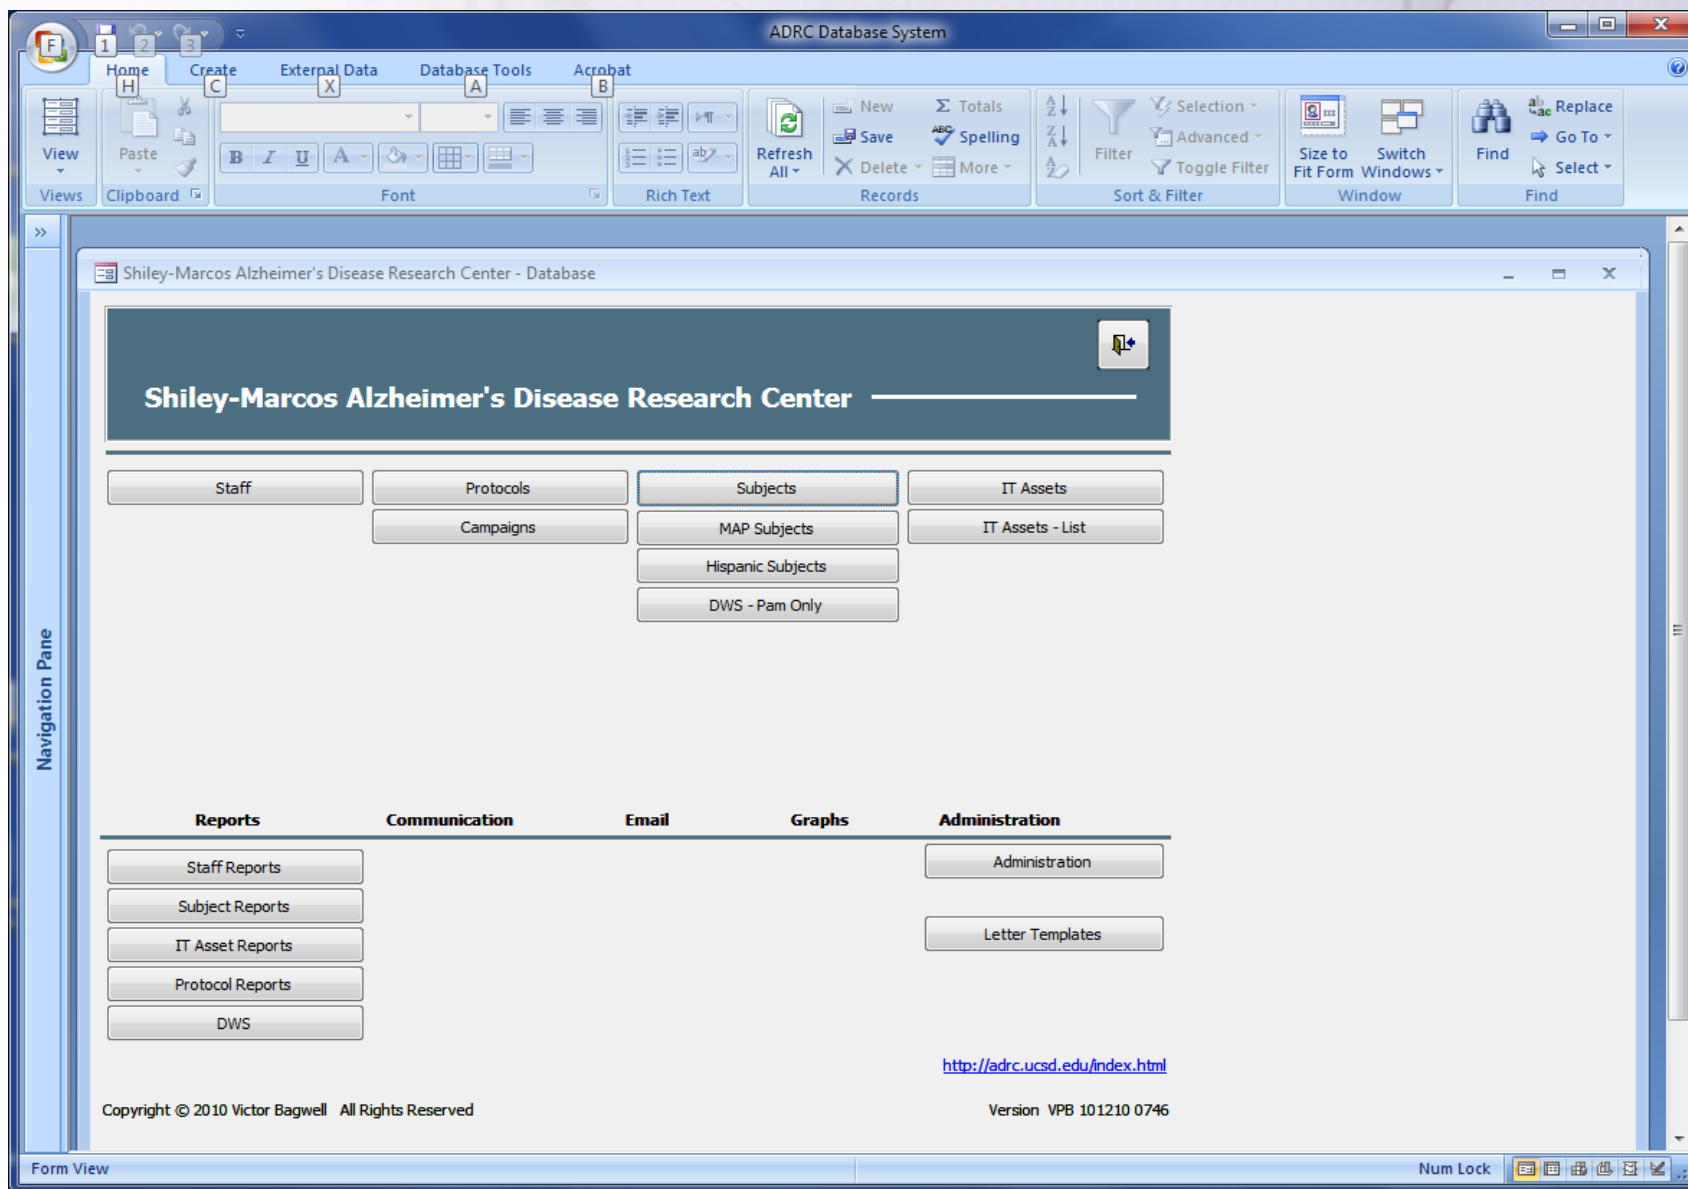 ADRC Database System
F 1 2 3
Home Create External Data Database Tools Acrobat
H C X A B
New Σ Totals Selection Replace
View Paste Save Spelling Filter Advanced Find Go To
B I U A ab
Refresh All Delete More Toggle Filter Size to Fit Form Switch Windows Select
Views Clipboard Font Rich Text Records Sort & Filter Window Find
Shiley-Marcos Alzheimer's Disease Research Center - Database
Navigation Pane
Shiley-Marcos Alzheimer's Disease Research Center
Staff Protocols Subjects IT Assets
Campaigns MAP Subjects IT Assets - List
Hispanic Subjects
DWS - Pam Only
Reports Communication Email Graphs Administration
Staff Reports Administration
Subject Reports
IT Asset Reports Letter Templates
Protocol Reports
DWS
http://adrc.ucsd.edu/index.html
Copyright © 2010 Victor Bagwell All Rights Reserved Version VPB 101210 0746
Form View Num Lock